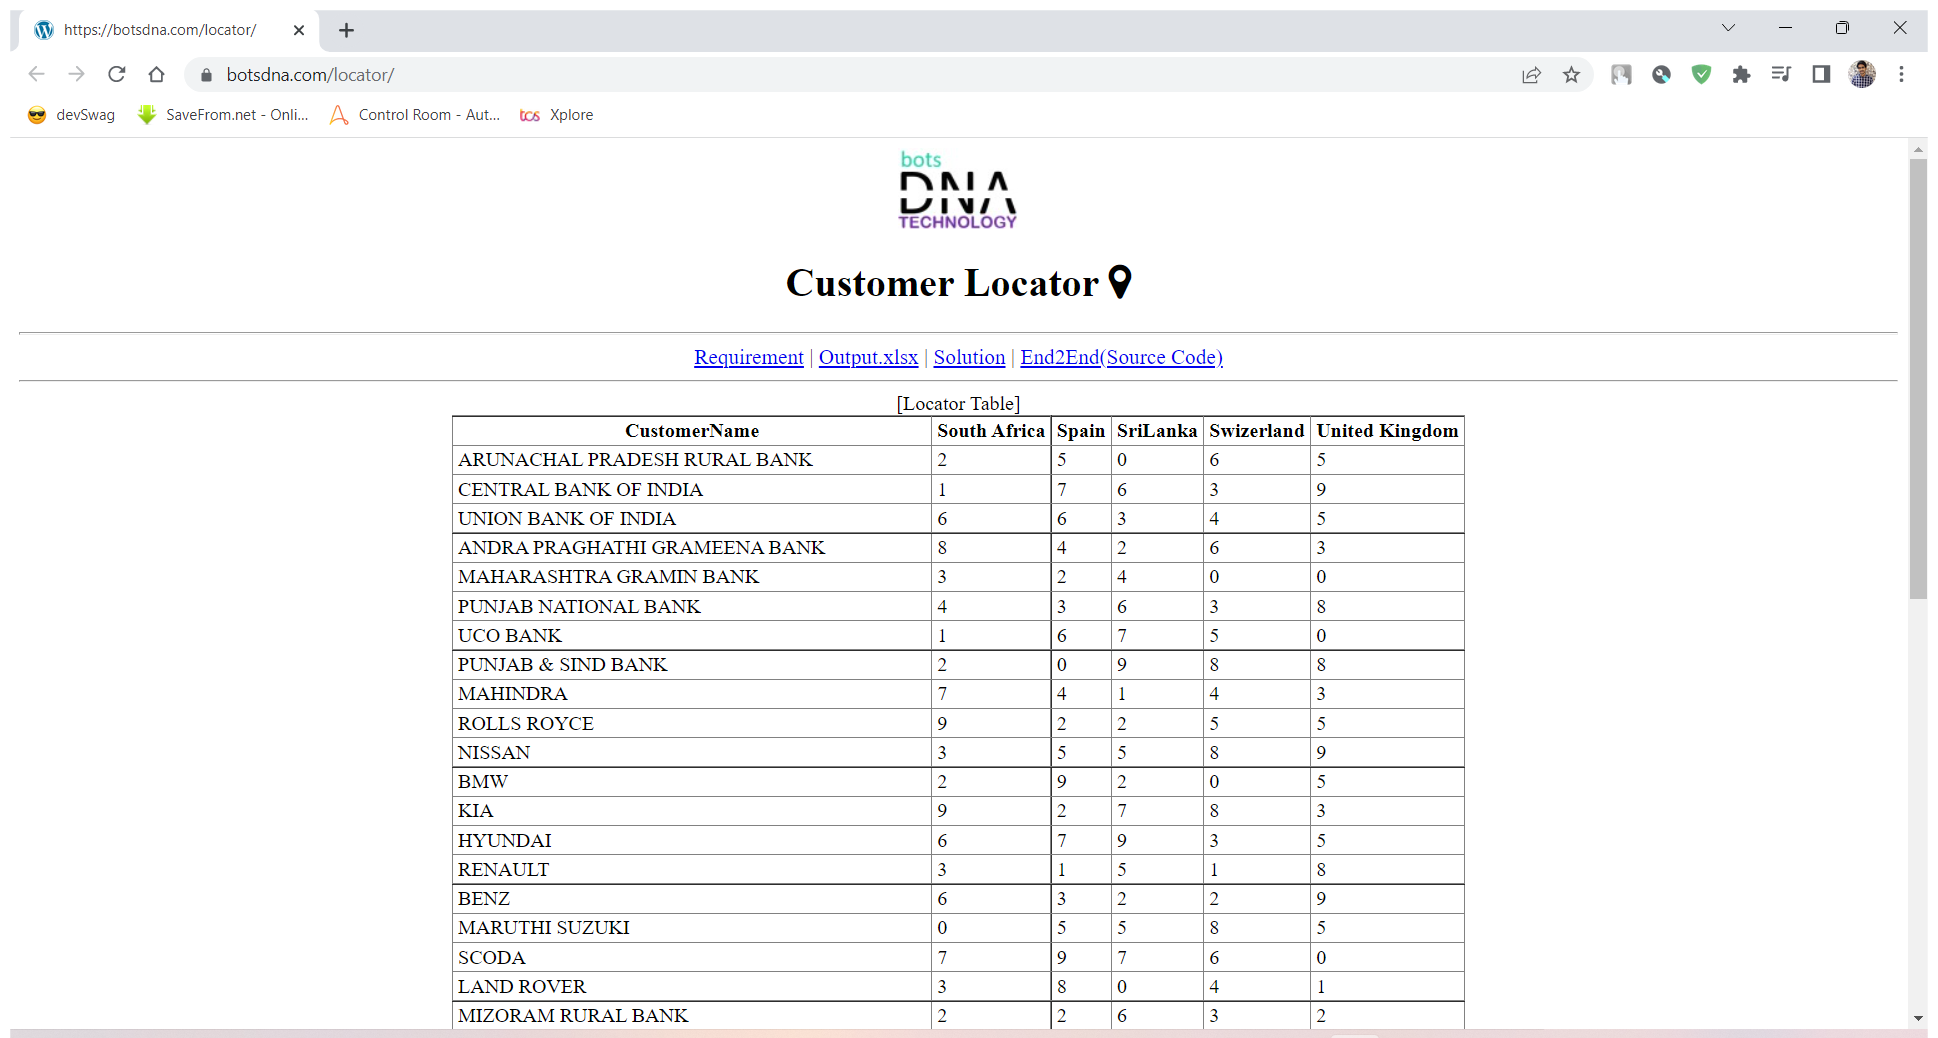 https://botsdna.com/locator/
botsdna.com/locator/
devSwag SaveFrom.net - Onli... Control Room - Aut... tcs Xplore
bots
DNA
TECHNOLOGY
Customer Locator
Requirement | Output.xlsx | Solution | End2End(Source Code)
[Locator Table]
CustomerName South Africa Spain SriLanka Swizerland United Kingdom
ARUNACHAL PRADESH RURAL BANK 2 5 0 6 5
CENTRAL BANK OF INDIA 1 7 6 3 9
UNION BANK OF INDIA 6 6 3 4 5
ANDRA PRAGHATHI GRAMEENA BANK 8 4 2 6 3
MAHARASHTRA GRAMIN BANK 3 2 4 0 0
PUNJAB NATIONAL BANK 4 3 6 3 8
UCO BANK 1 6 7 5 0
PUNJAB & SIND BANK 2 0 9 8 8
MAHINDRA 7 4 1 4 3
ROLLS ROYCE 9 2 2 5 5
NISSAN 3 5 5 8 9
BMW 2 9 2 0 5
KIA 9 2 7 8 3
HYUNDAI 6 7 9 3 5
RENAULT 3 1 5 1 8
BENZ 6 3 2 2 9
MARUTHI SUZUKI 0 5 5 8 5
SCODA 7 9 7 6 0
LAND ROVER 3 8 0 4 1
MIZORAM RURAL BANK 2 2 6 3 2